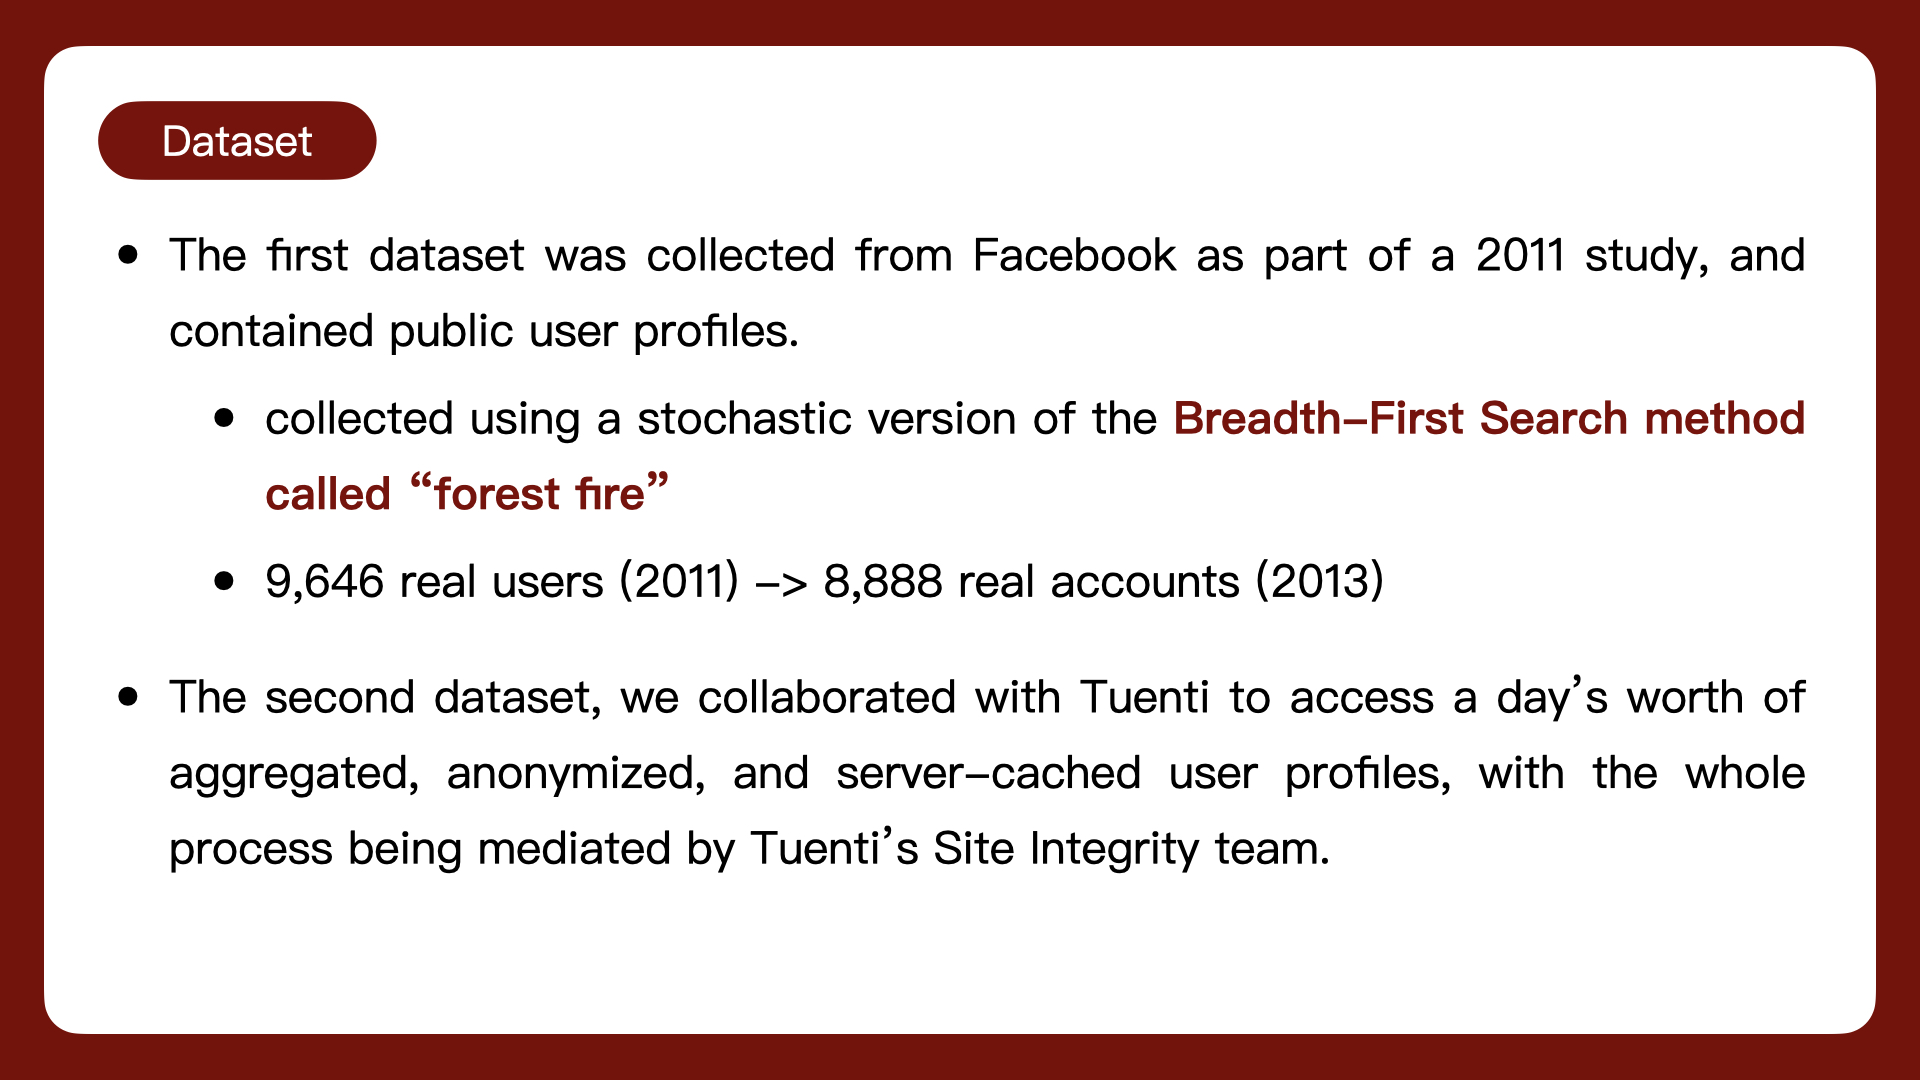 Dataset
• The first dataset was collected from Facebook as part of a 2011 study, and
contained public user profiles.
• collected using a stochastic version of the Breadth–First Search method
called “forest fire”
• 9,646 real users (2011) –> 8,888 real accounts (2013)
• The second dataset, we collaborated with Tuenti to access a day’s worth of
aggregated, anonymized, and server–cached user profiles, with the whole
process being mediated by Tuenti’s Site Integrity team.